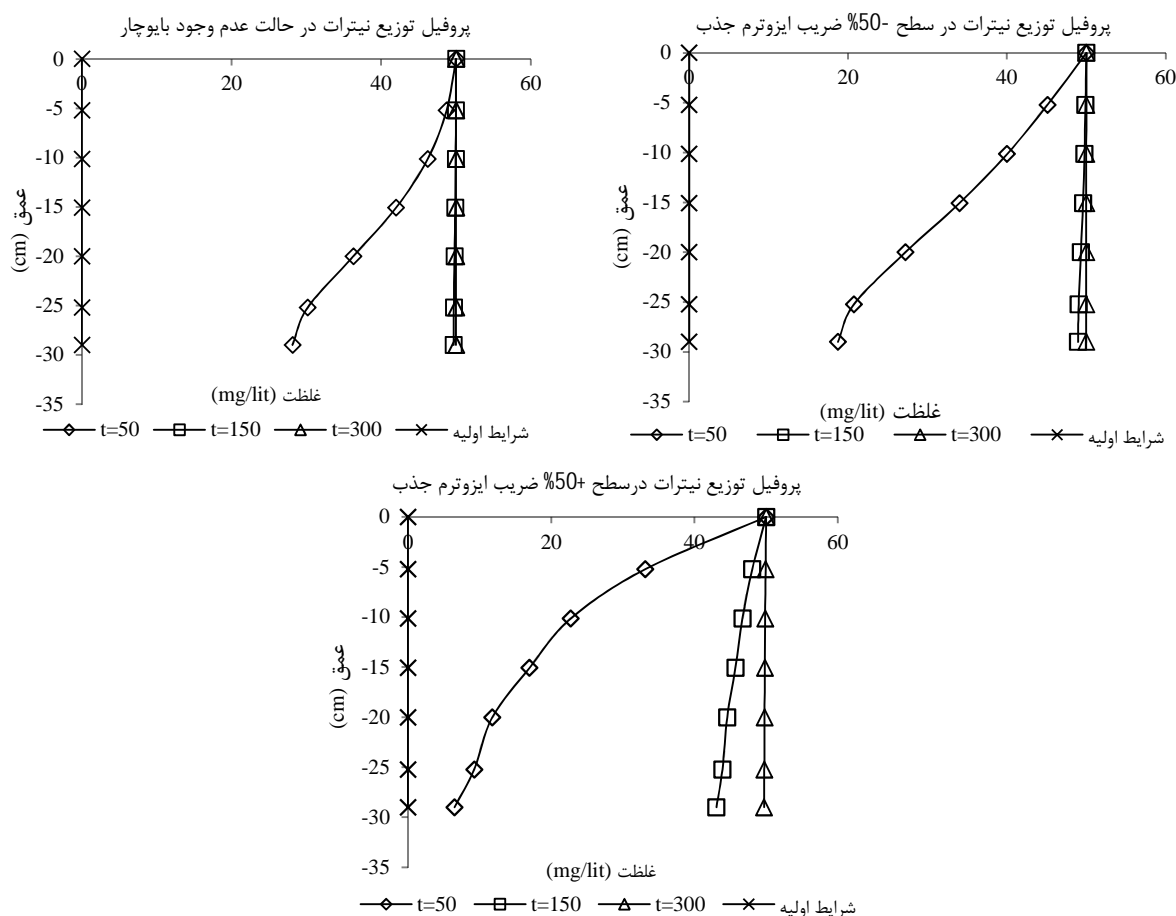 پروفیل توزیع نیترات در حالت عدم وجود بایوچار
0 20 40 60
0
-5
-10
-15
-20
-25
-30
-35
عمق (cm)
غلظت (mg/lit)
t=50 t=150 t=300 شرایط اولیه
پروفیل توزیع نیترات در سطح -50% ضریب ایزوترم جذب
0 20 40 60
0
-5
-10
-15
-20
-25
-30
-35
عمق (cm)
غلظت (mg/lit)
t=50 t=150 t=300 شرایط اولیه
پروفیل توزیع نیترات درسطح +50% ضریب ایزوترم جذب
0 20 40 60
0
-5
-10
-15
-20
-25
-30
-35
عمق (cm)
غلظت (mg/lit)
t=50 t=150 t=300 شرایط اولیه